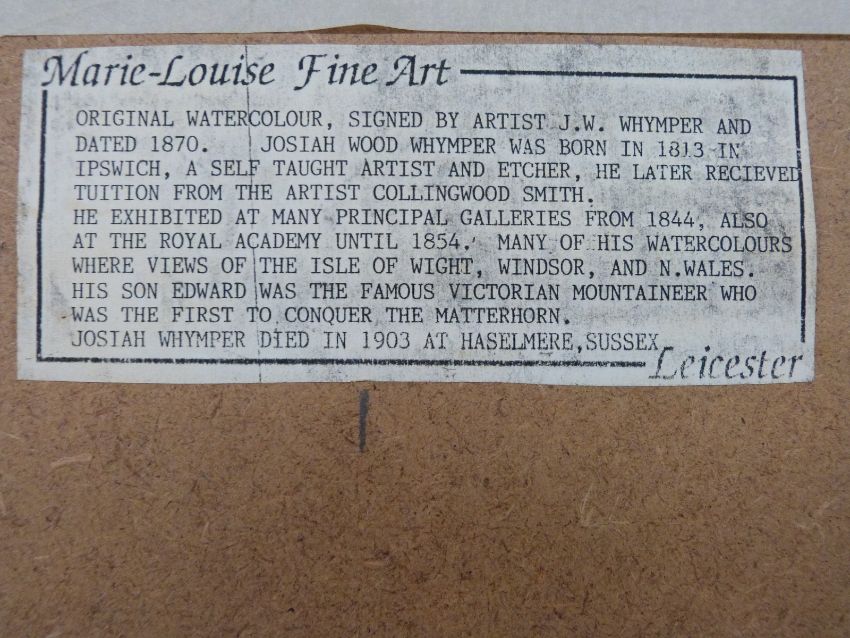 Marie-Louise Fine Art
ORIGINAL WATERCOLOUR, SIGNED BY ARTIST J.W. WHYMPER AND
DATED 1870. JOSIAH WOOD WHYMPER WAS BORN IN 1813 IN
IPSWICH, A SELF TAUGHT ARTIST AND ETCHER, HE LATER RECIEVED
TUITION FROM THE ARTIST COLLINGWOOD SMITH.
HE EXHIBITED AT MANY PRINCIPAL GALLERIES FROM 1844, ALSO
AT THE ROYAL ACADEMY UNTIL 1854. MANY OF HIS WATERCOLOURS
WHERE VIEWS OF THE ISLE OF WIGHT, WINDSOR, AND N.WALES.
HIS SON EDWARD WAS THE FAMOUS VICTORIAN MOUNTAINEER WHO
WAS THE FIRST TO CONQUER THE MATTERHORN.
JOSIAH WHYMPER DIED IN 1903 AT HASELMERE,SUSSEX
Leicester